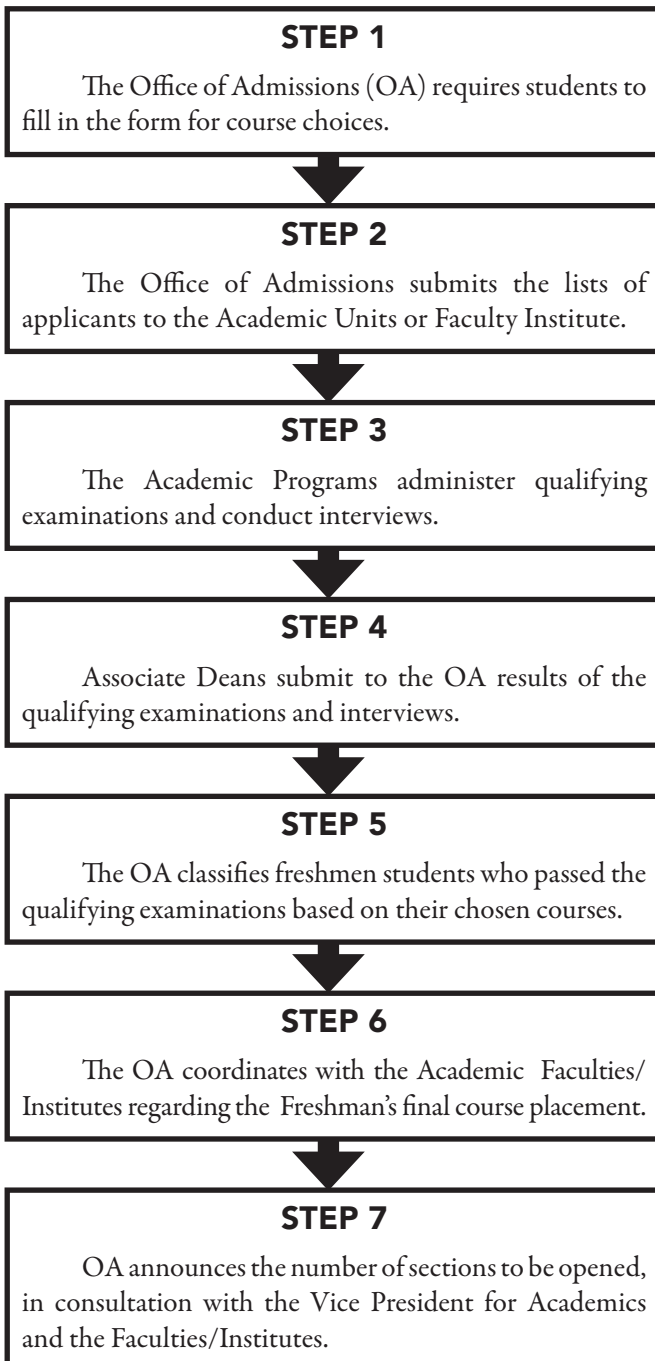 STEP 1
The Office of Admissions (OA) requires students to
fill in the form for course choices.
STEP 2
The Office of Admissions submits the lists of
applicants to the Academic Units or Faculty Institute.
STEP 3
The Academic Programs administer qualifying
examinations and conduct interviews.
STEP 4
Associate Deans submit to the OA results of the
qualifying examinations and interviews.
STEP 5
The OA classifies freshmen students who passed the
qualifying examinations based on their chosen courses.
STEP 6
The OA coordinates with the Academic Faculties/
Institutes regarding the Freshman's final course placement.
STEP 7
OA announces the number of sections to be opened,
in consultation with the Vice President for Academics
and the Faculties/Institutes.